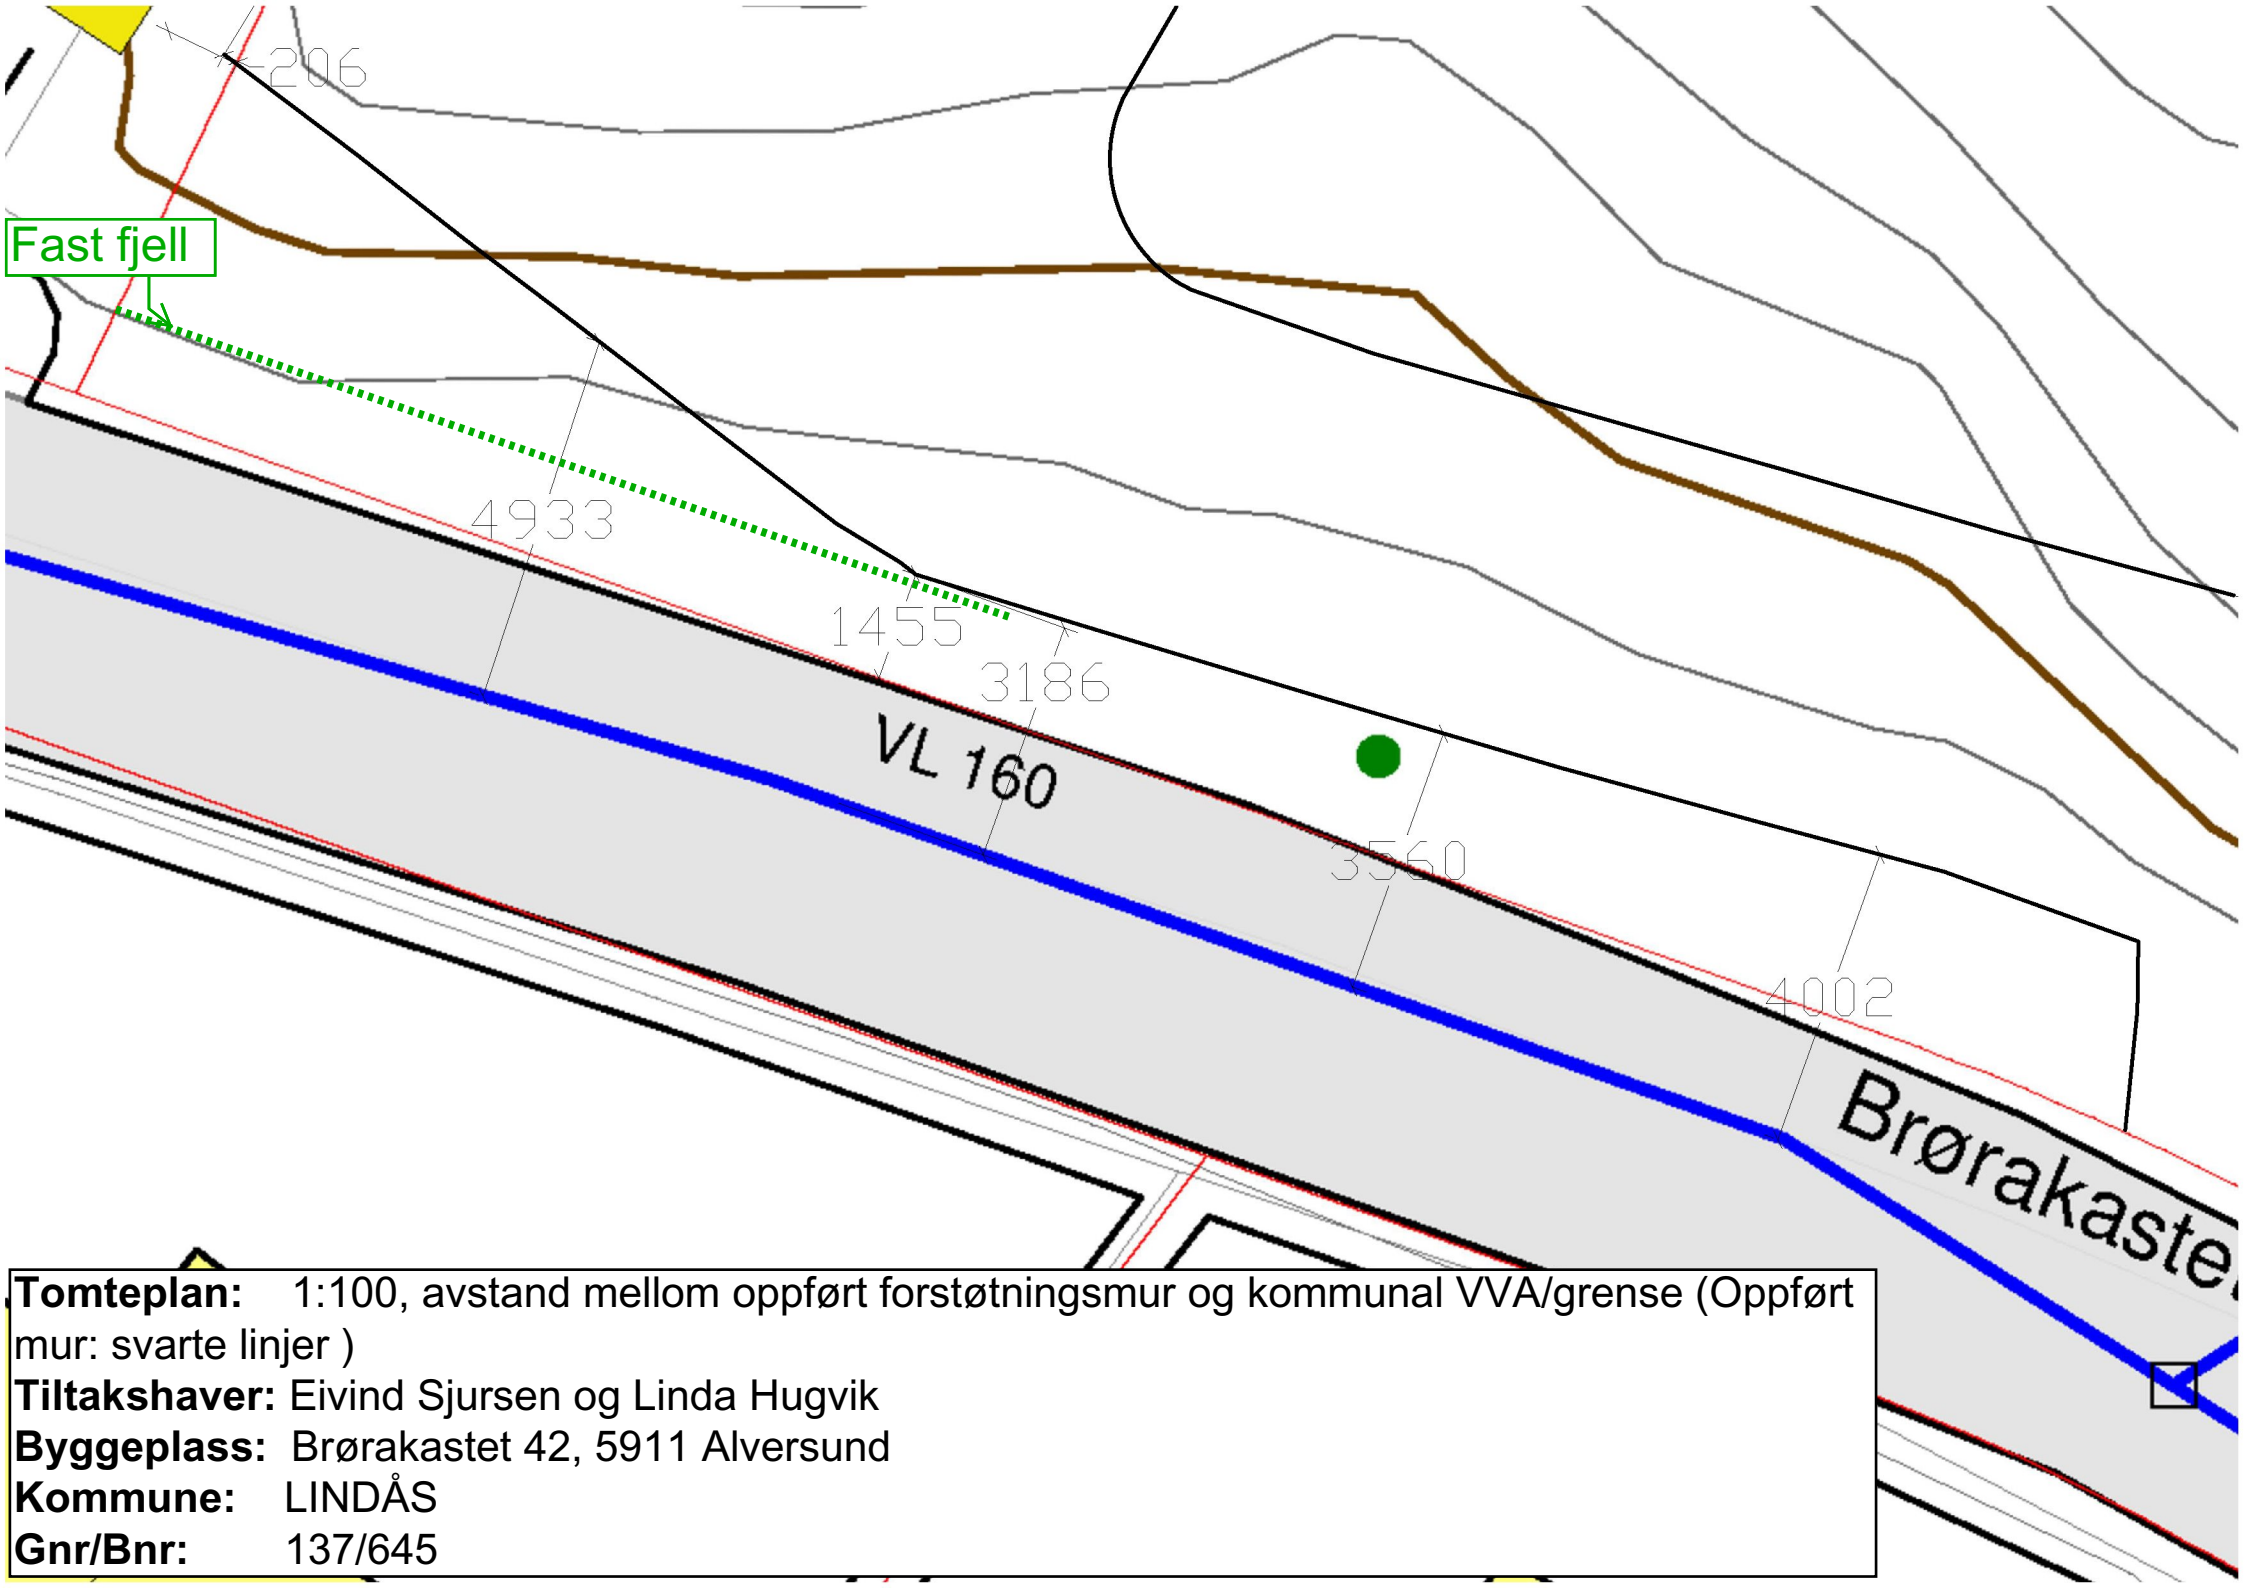 206
Fast fjell
4933
1455
3186
VL 160
3560
4002
Brørakastet
Tomteplan: 1:100, avstand mellom oppført forstøtningsmur og kommunal VVA/grense (Oppført
mur: svarte linjer )
Tiltakshaver: Eivind Sjursen og Linda Hugvik
Byggeplass: Brørakastet 42, 5911 Alversund
Kommune: LINDÅS
Gnr/Bnr: 137/645